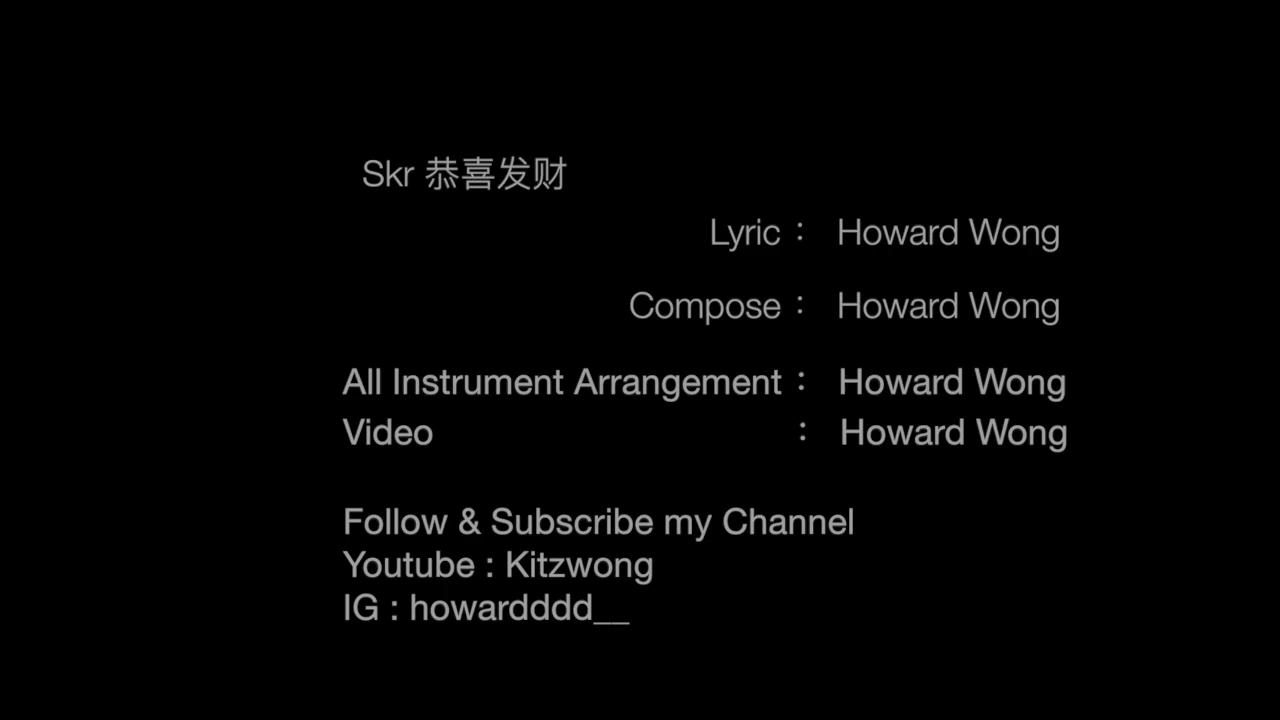 Skr 恭喜发财
Lyric： Howard Wong
Compose： Howard Wong
All Instrument Arrangement： Howard Wong
Video ： Howard Wong
Follow & Subscribe my Channel
Youtube : Kitzwong
IG : howardddd__